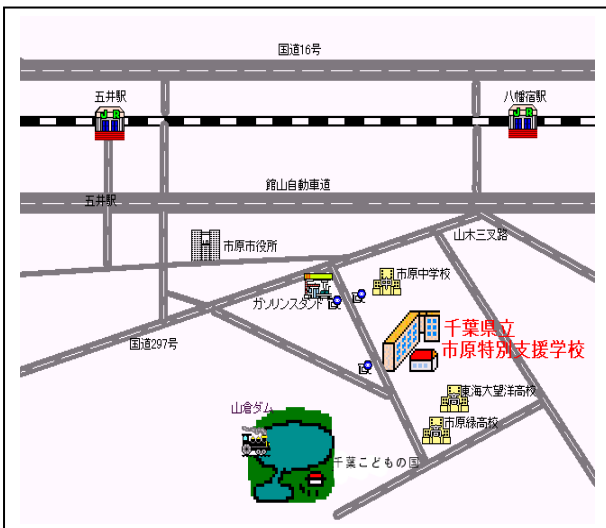 国道16号
五井駅
八幡宿駅
JR
JR
館山自動車道
五井駅
山木三叉路
市原市役所
市原中学校
ガソリンスタンド
千葉県立
市原特別支援学校
国道297号
東海大望洋高校
山倉ダム
市原緑高校
千葉こどもの国